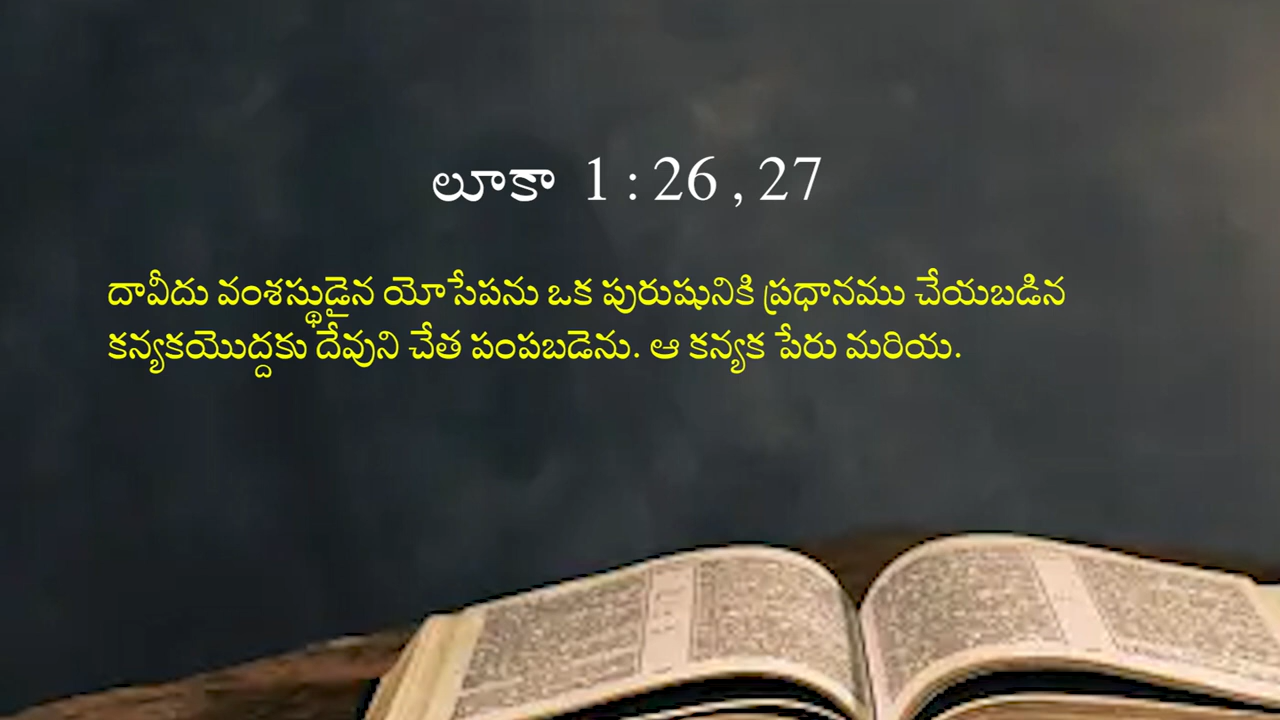 లూకా 1 : 26 , 27
దావీదు వంశస్థుడైన యోసేపను ఒక పురుషునికి ప్రధానము చేయబడిన
కన్యకయొద్దకు దేవుని చేత పంపబడెను. ఆ కన్యక పేరు మరియ.